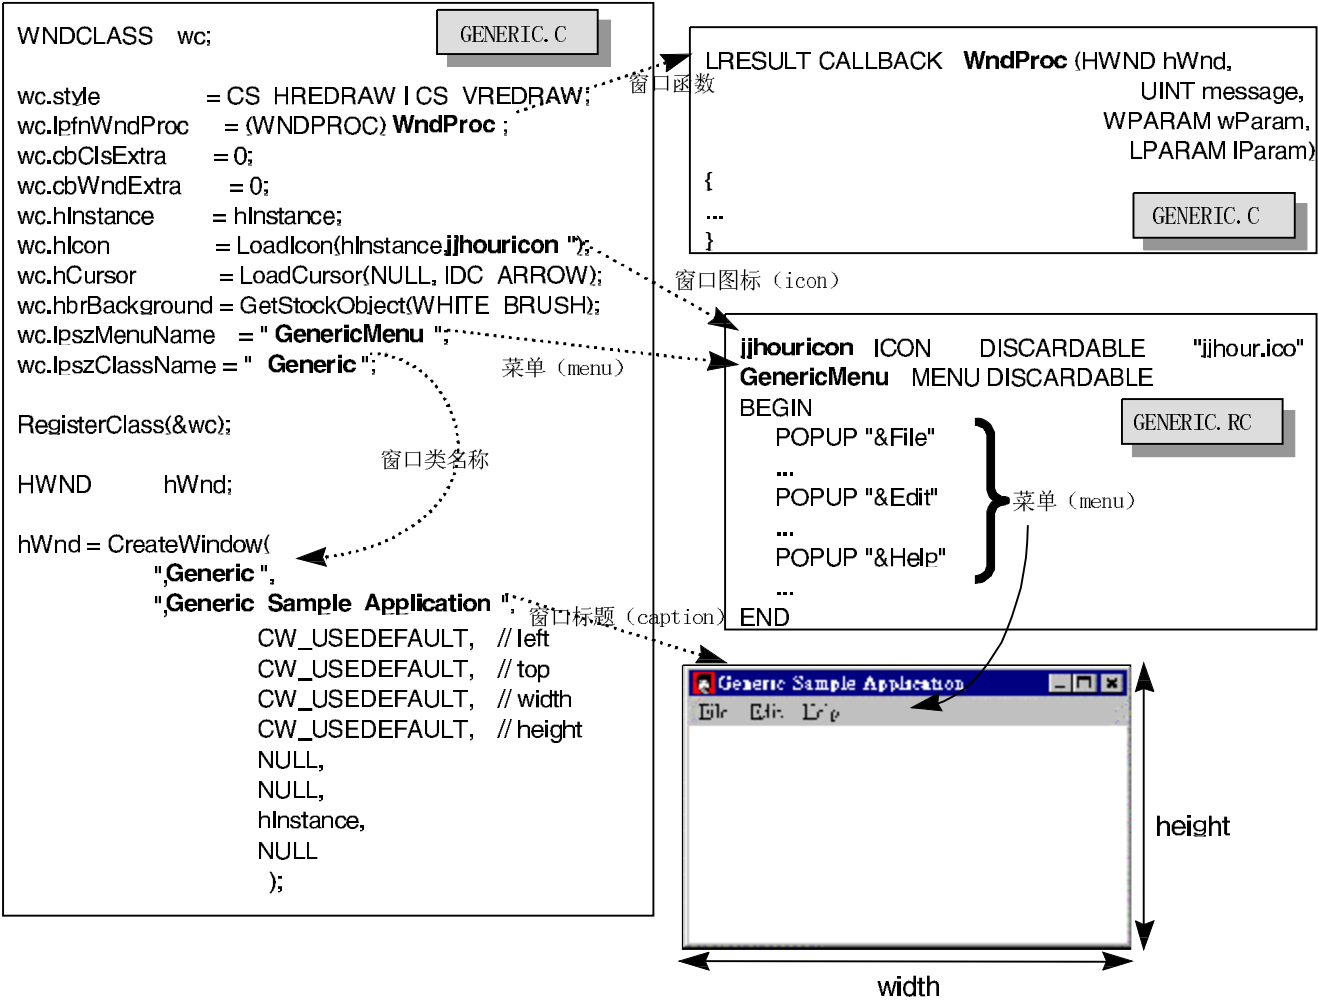 WNDCLASS wc;
GENERIC.C
wc.style = CS_HREDRAW | CS_VREDRAW;
wc.lpfnWndProc = (WNDPROC) WndProc ;
wc.cbClsExtra = 0;
wc.cbWndExtra = 0;
wc.hInstance = hInstance;
wc.hIcon = LoadIcon(hInstance,jjhouricon ");
wc.hCursor = LoadCursor(NULL, IDC_ARROW);
wc.hbrBackground = GetStockObject(WHITE_BRUSH);
wc.lpszMenuName = " GenericMenu ";
wc.lpszClassName = " Generic ";
RegisterClass(&wc);
窗口类名称
HWND hWnd;
hWnd = CreateWindow(
",Generic ",
",Generic Sample Application ",
CW_USEDEFAULT, // left
CW_USEDEFAULT, // top
CW_USEDEFAULT, // width
CW_USEDEFAULT, // height
NULL,
NULL,
hInstance,
NULL
);
窗口函数
LRESULT CALLBACK WndProc (HWND hWnd,
UINT message,
WPARAM wParam,
LPARAM lParam)
{
...
}
GENERIC.C
窗口图标（icon）
菜单（menu）
jjhouricon ICON DISCARDABLE "jjhour.ico"
GenericMenu MENU DISCARDABLE
BEGIN
GENERIC.RC
POPUP "&File"
...
POPUP "&Edit"
...
POPUP "&Help"
...
END
菜单（menu）
窗口标题（caption）
Generic Sample Application
File Edit Help
height
width